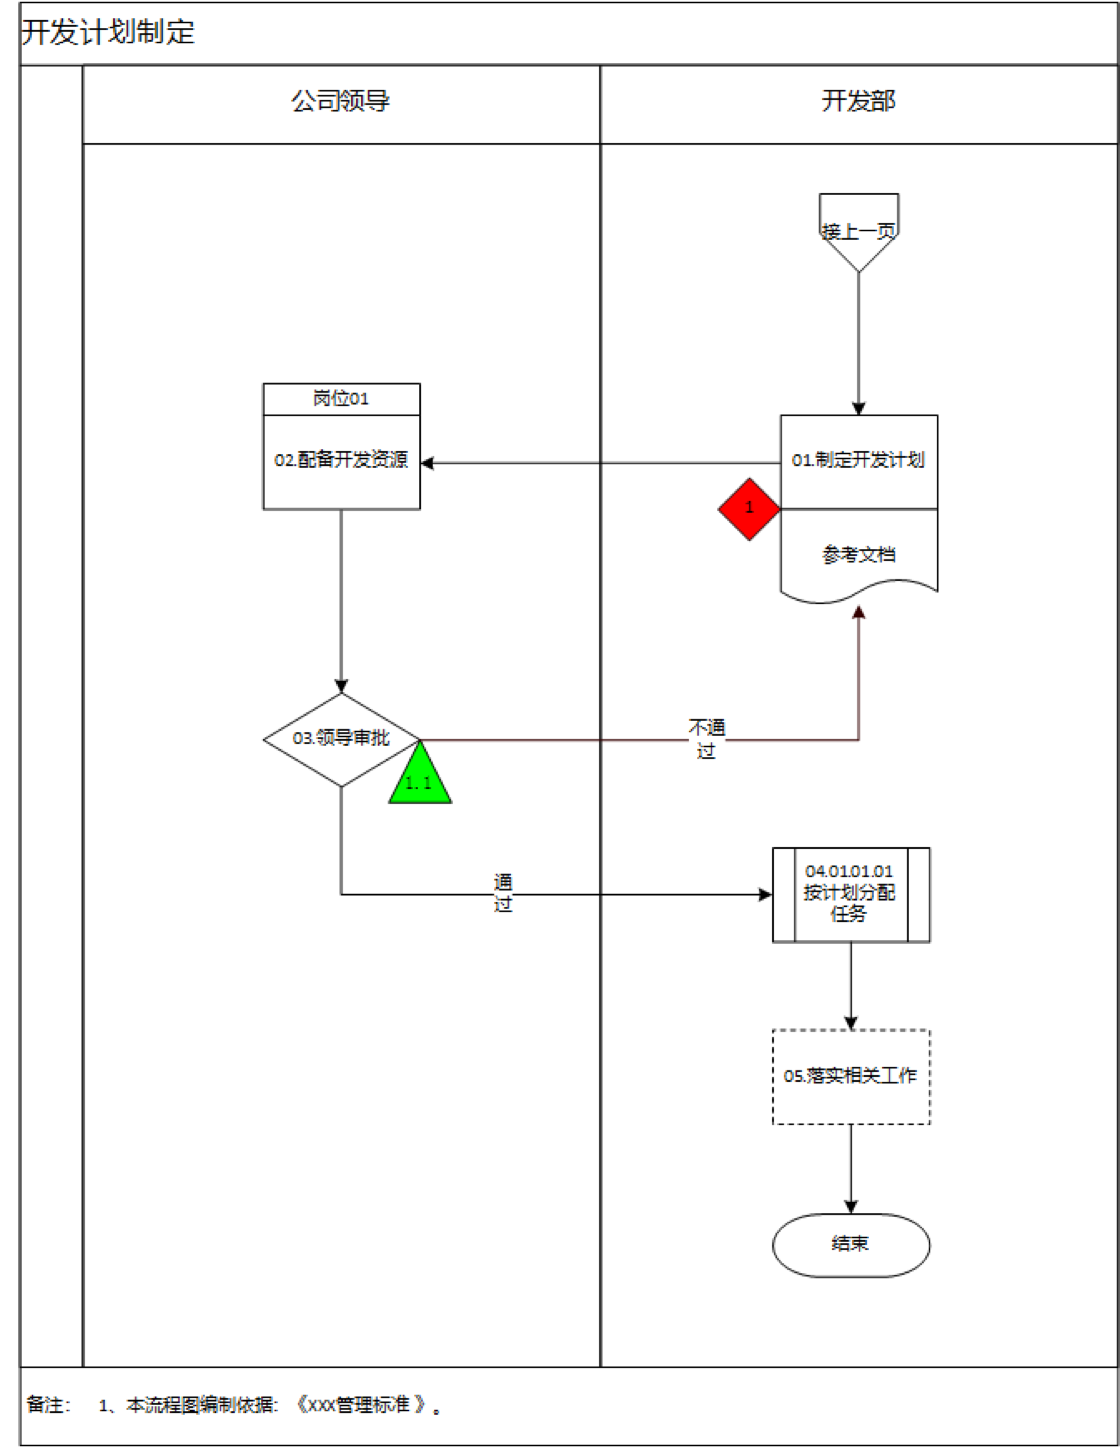 开发计划制定
公司领导
开发部
接上一页
岗位01
02.配备开发资源
01.制定开发计划
1
参考文档
03.领导审批
1.1
不通
过
通
过
04.01.01.01
按计划分配
任务
05.落实相关工作
结束
备注： 1、本流程图编制依据：《xxx管理标准 》。